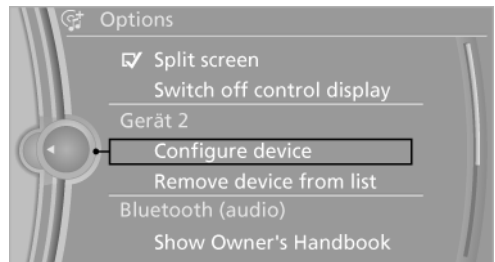 Options
Split screen
Switch off control display
Gerät 2
Configure device
Remove device from list
Bluetooth (audio)
Show Owner's Handbook